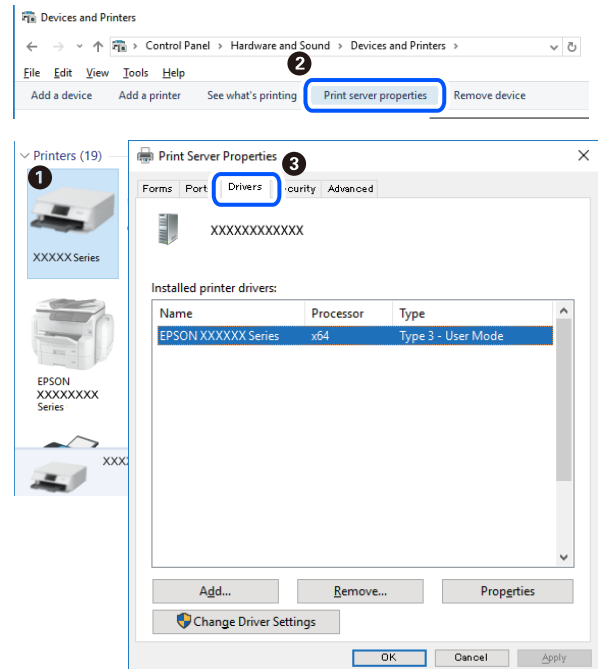 Devices and Printers
Control Panel > Hardware and Sound > Devices and Printers >
2
File Edit View Tools Help
Add a device Add a printer See what's printing Print server properties Remove device
Printers (19)
1
XXXXX Series
EPSON
XXXXXXXX
Series
XXX
Print Server Properties
3
Forms Port Drivers curity Advanced
XXXXXXXXXXXX
Installed printer drivers:
Name Processor Type
EPSON XXXXXX Series x64 Type 3 - User Mode
Add... Remove... Properties
Change Driver Settings
OK Cancel Apply